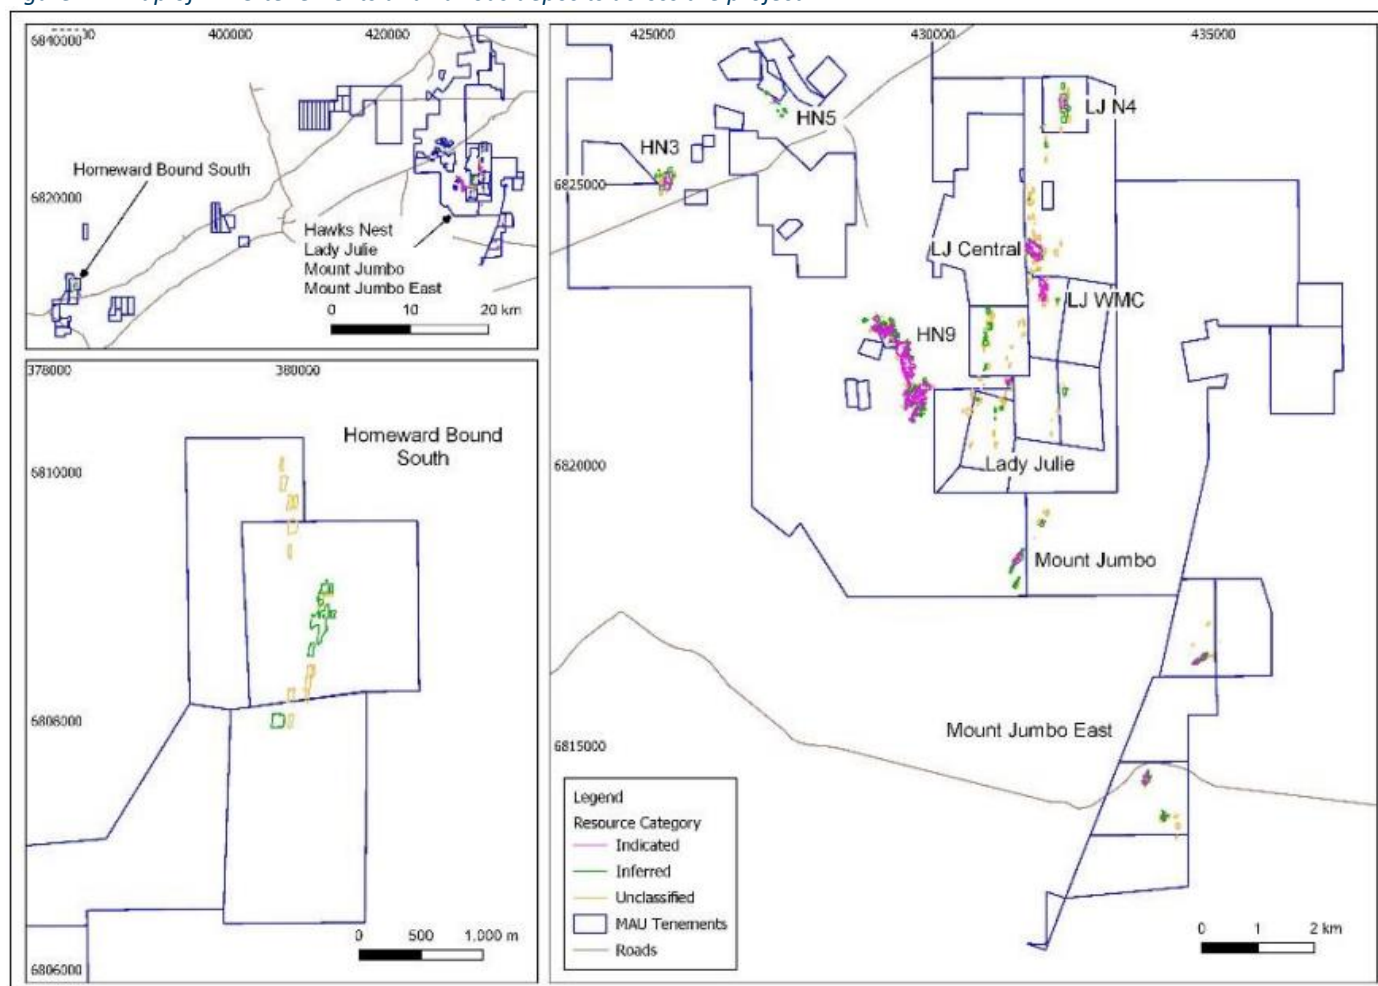 6840000
400000
420000
Homeward Bound South
6820000
Hawks Nest
Lady Julie
Mount Jumbo
Mount Jumbo East
0 10 20 km
378000
380000
Homeward Bound
South
6810000
6806000
0 500 1,000 m
6806000
425000
430000
435000
LJ N4
HN5
HN3
6825000
LJ Central
LJ WMC
HN9
6820000
Lady Julie
Mount Jumbo
Mount Jumbo East
6815000
Legend
Resource Category
Indicated
Inferred
Unclassified
MAU Tenements
Roads
0 1 2 km